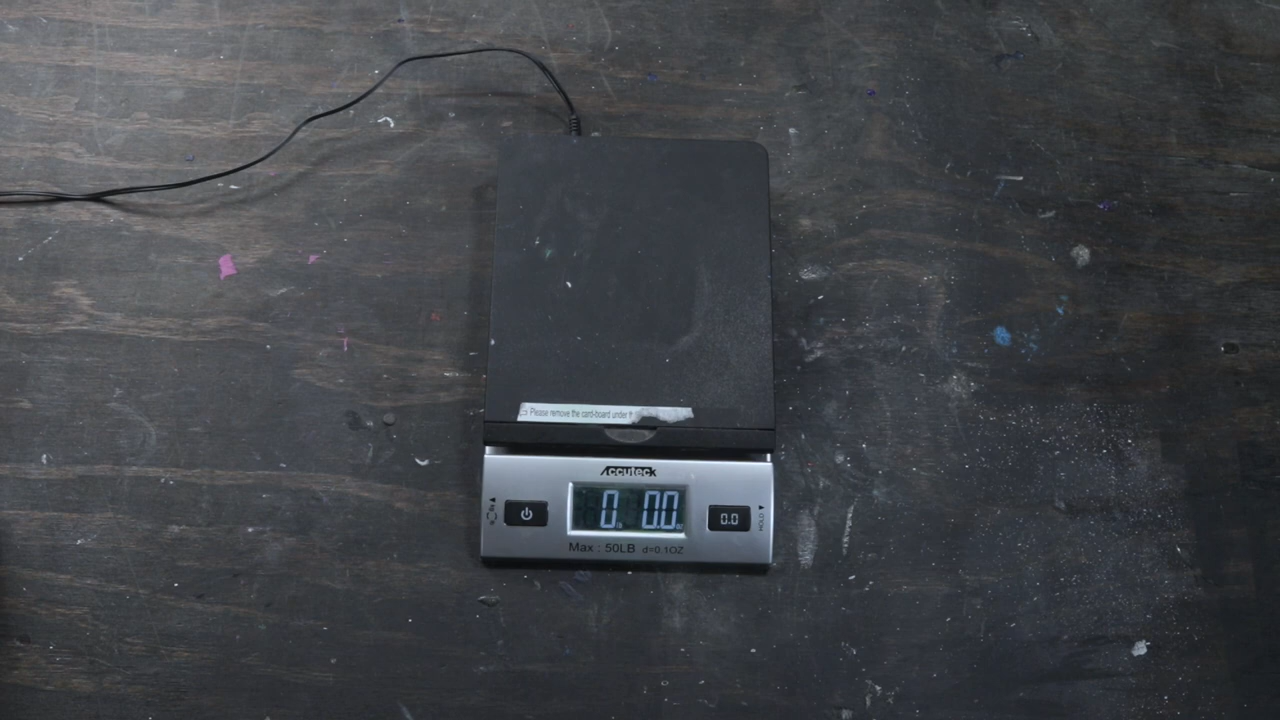 Please remove the card-board under
Accuteck
0 lb 0.0 oz
0.0
HOLD
Max : 50LB d=0.1OZ